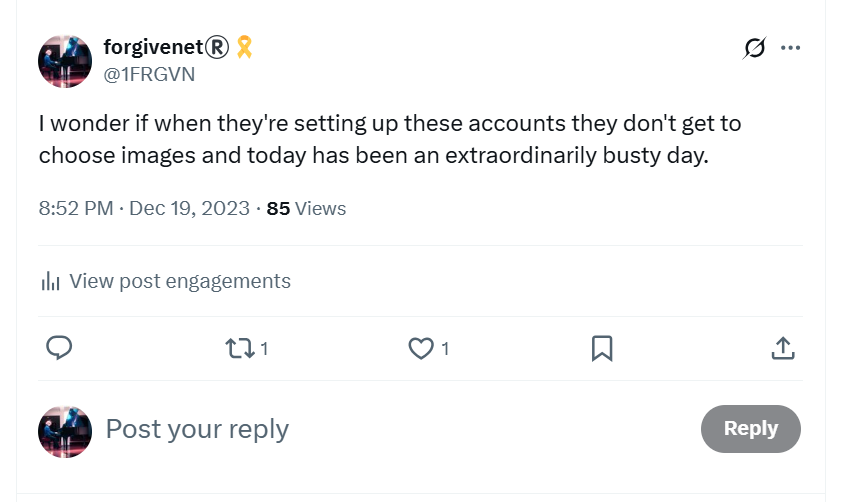 forgivenet®🎗️
@1FRGVN
I wonder if when they're setting up these accounts they don't get to
choose images and today has been an extraordinarily busty day.
8:52 PM · Dec 19, 2023 · 85 Views
View post engagements
1
1
Post your reply
Reply